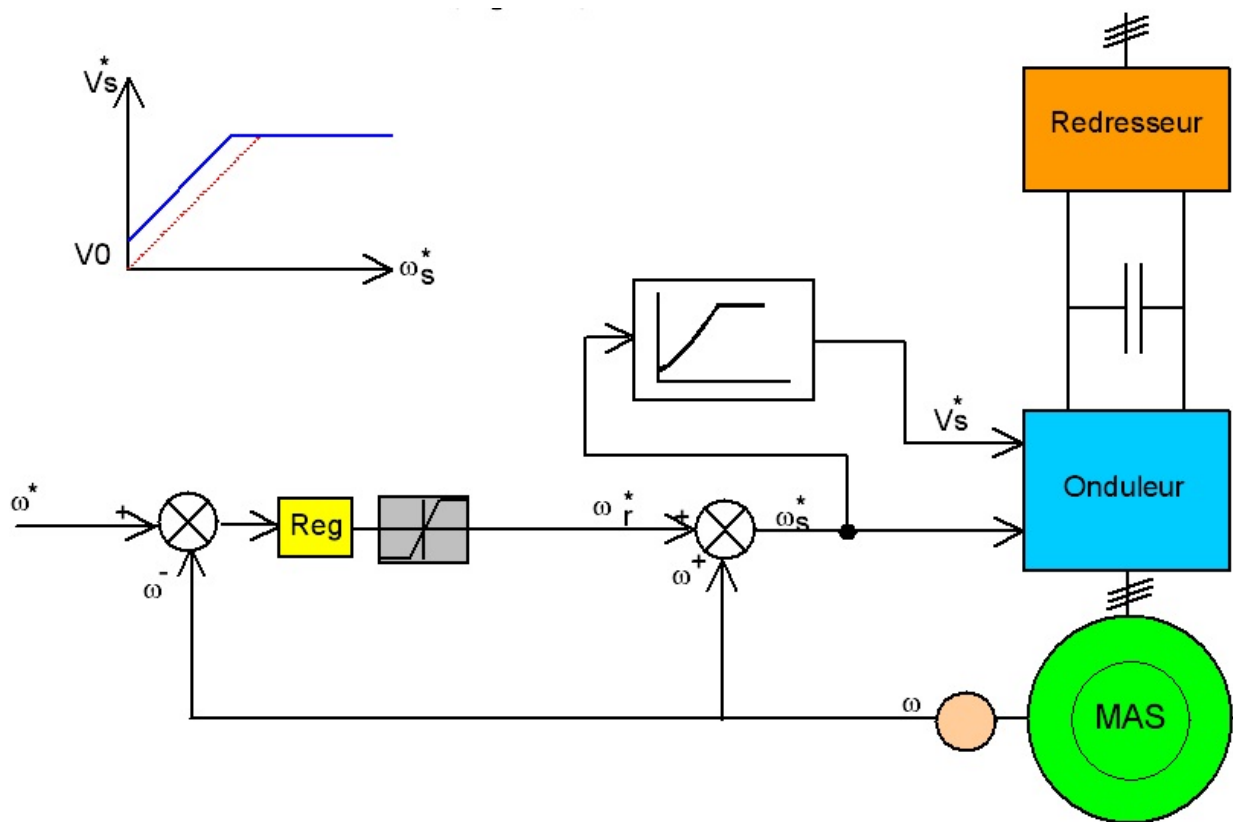 Vs*
V0
ωs*
Redresseur
Vs*
Onduleur
ω*
+
Reg
ωr*
+
ωs*
ω-
ω+
ω
MAS